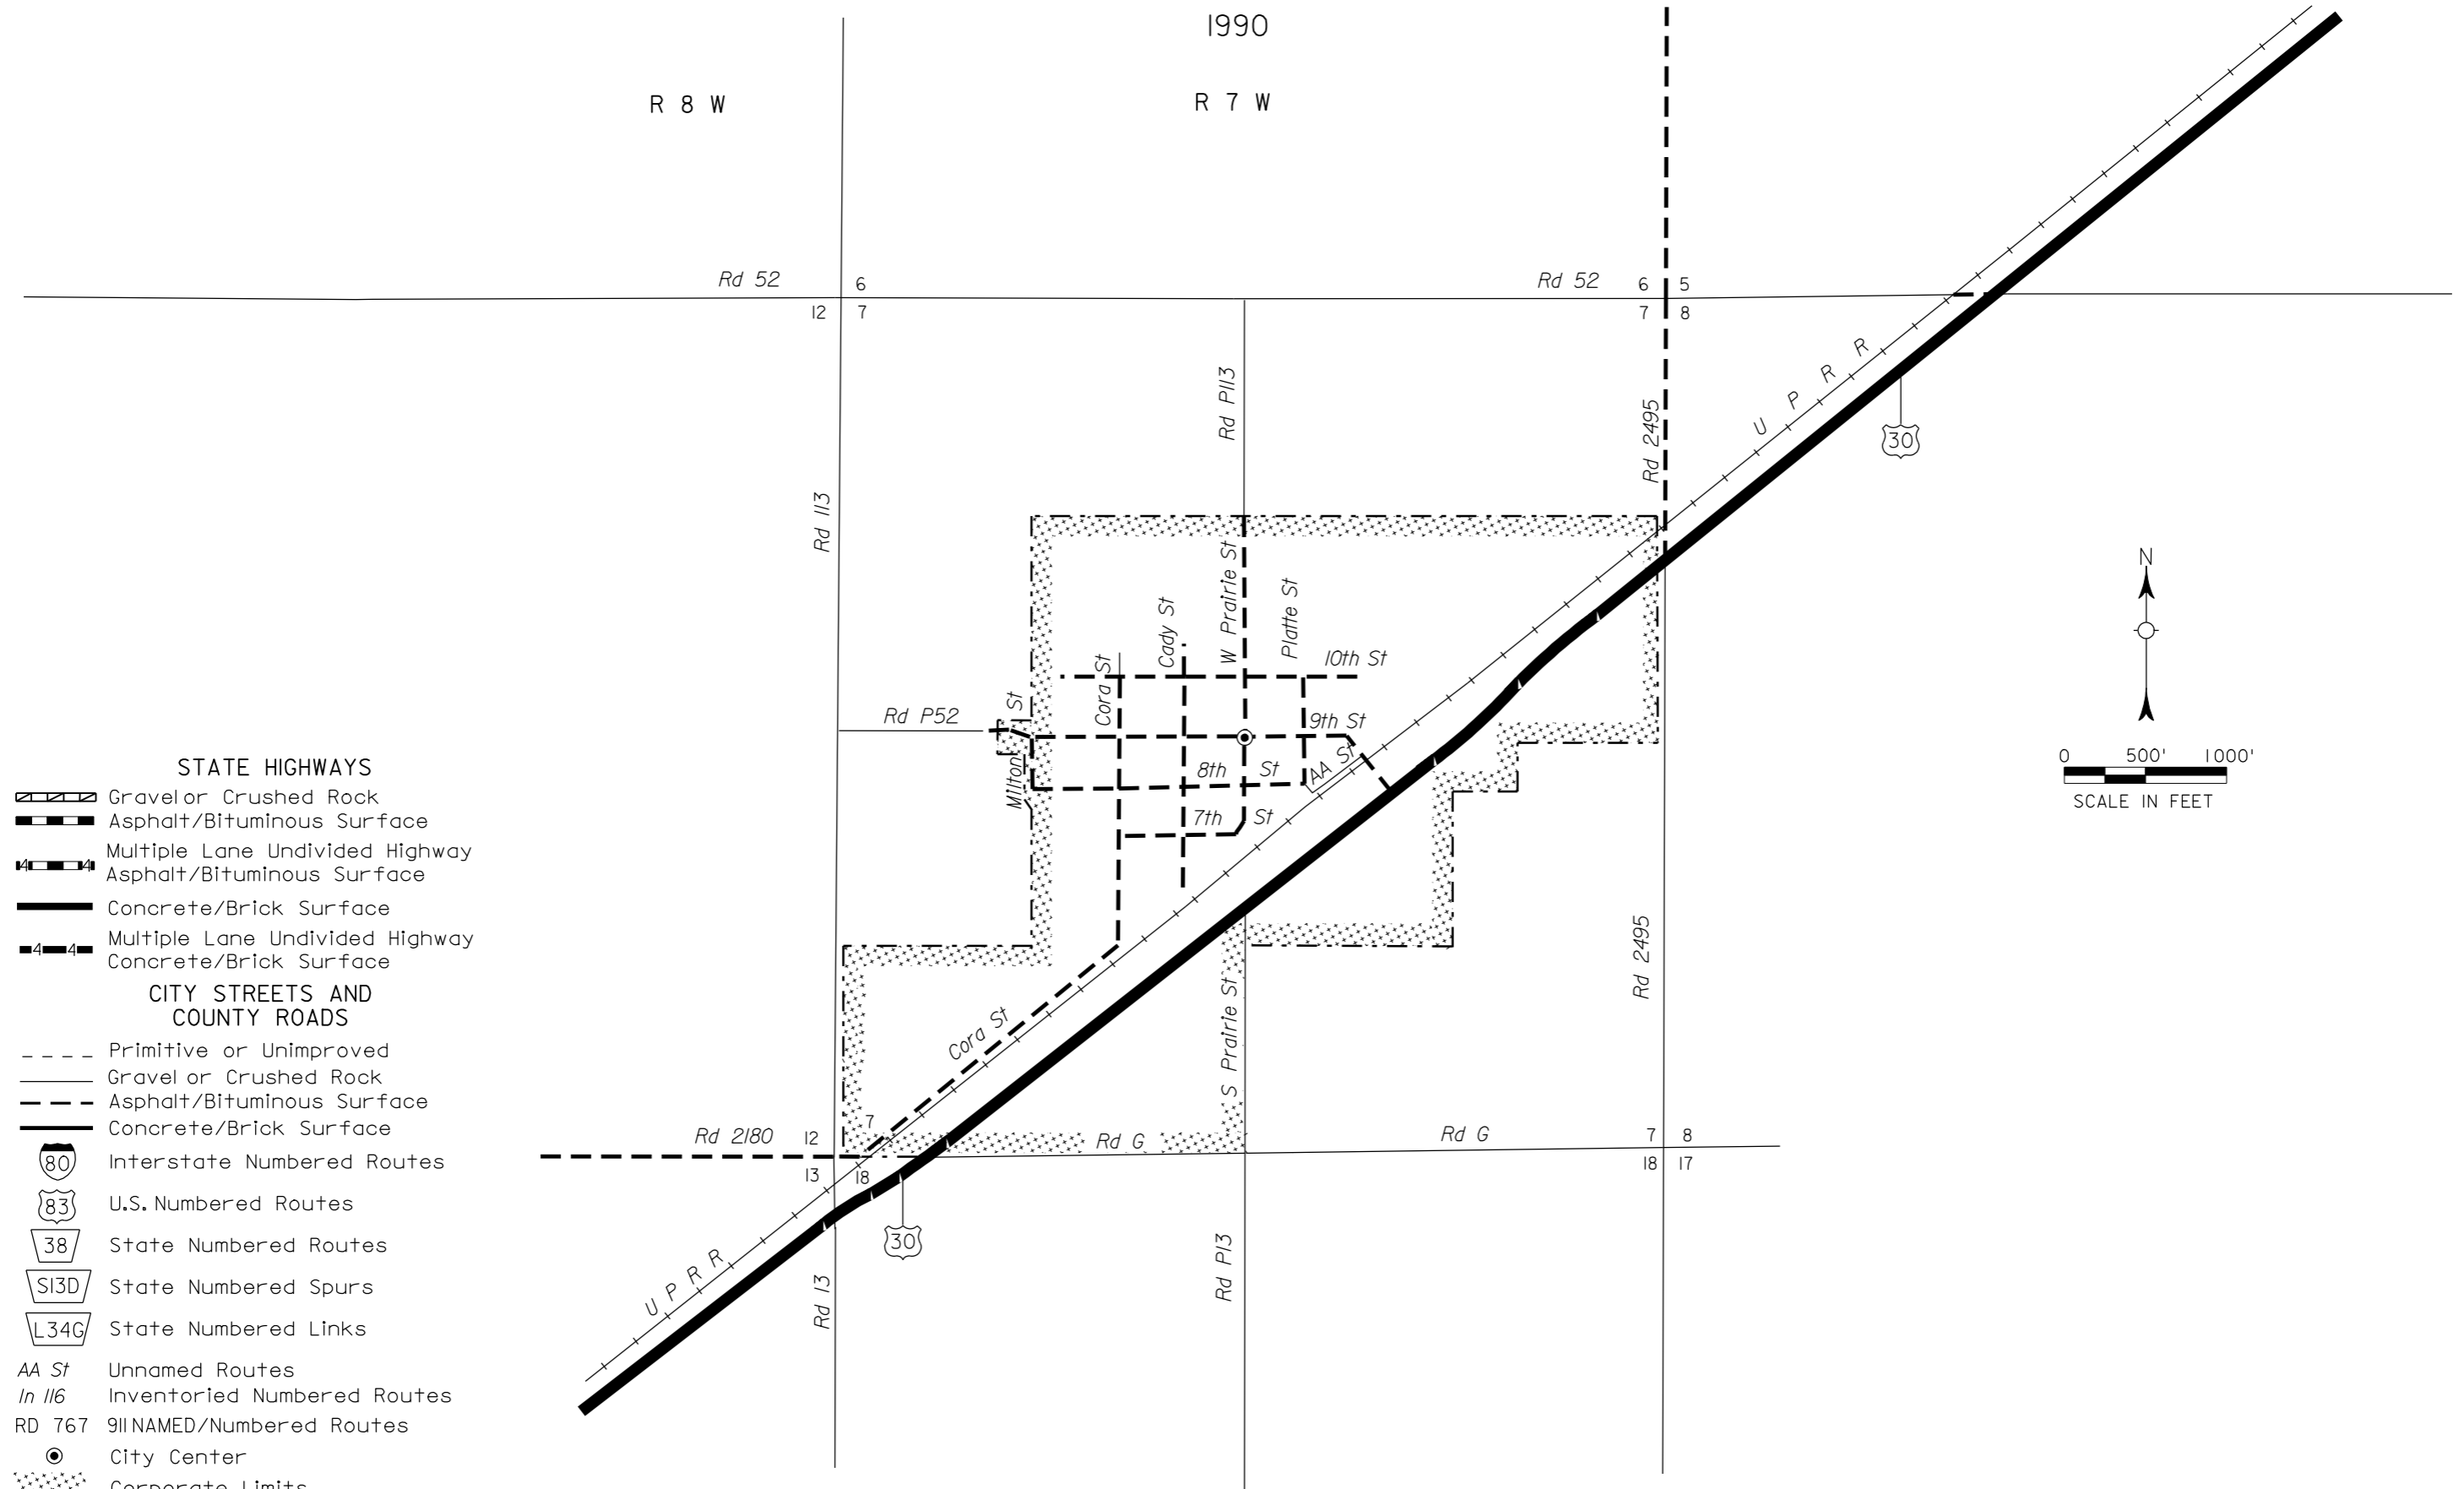 1990
R 8 W
R 7 W
Rd 52
6
Rd 52
6
5
12
7
7
8
U P R R
Rd P113
Rd 2495
30
Rd 113
N
W Prairie St
Platte St
Cady St
10th St
Cora St
Milton St
Rd P52
9th St
AA St
8th St
7th St
0
500'
1000'
SCALE IN FEET
STATE HIGHWAYS
Gravel or Crushed Rock
Asphalt/Bituminous Surface
4 4 Multiple Lane Undivided Highway
Asphalt/Bituminous Surface
Concrete/Brick Surface
4 4 Multiple Lane Undivided Highway
Concrete/Brick Surface
CITY STREETS AND
COUNTY ROADS
Primitive or Unimproved
Gravel or Crushed Rock
Asphalt/Bituminous Surface
Concrete/Brick Surface
80 Interstate Numbered Routes
83 U.S. Numbered Routes
38 State Numbered Routes
S13D State Numbered Spurs
L34G State Numbered Links
AA St Unnamed Routes
In 116 Inventoried Numbered Routes
RD 767 911 NAMED/Numbered Routes
City Center
Corporate Limits
Rd 2495
Cora St
S Prairie St
7
Rd 2180
12
Rd G
Rd G
7
8
13
18
18
17
30
U P R R
Rd 13
Rd P13